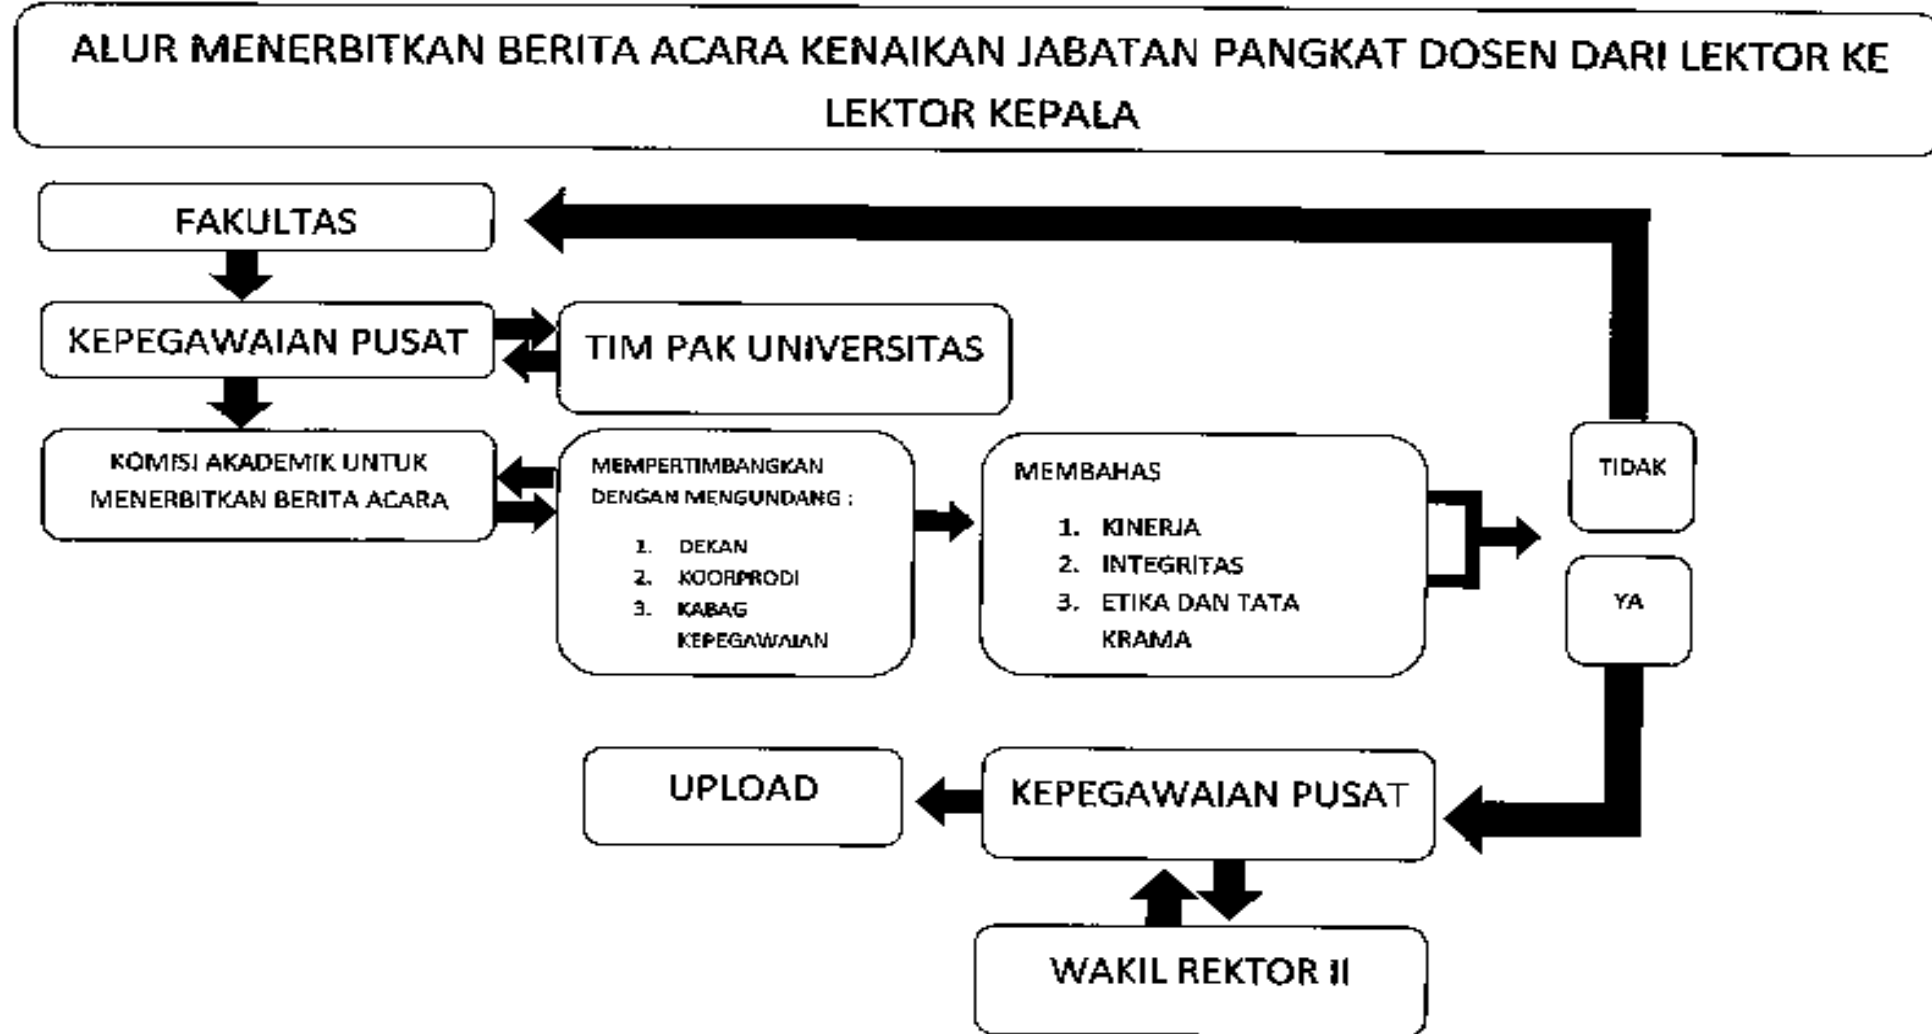 ALUR MENERBITKAN BERITA ACARA KENAIKAN JABATAN PANGKAT DOSEN DARI LEKTOR KE
LEKTOR KEPALA
FAKULTAS
KEPEGAWAIAN PUSAT
TIM PAK UNIVERSITAS
KOMISI AKADEMIK UNTUK
MENERBITKAN BERITA ACARA
MEMPERTIMBANGKAN
DENGAN MENGUNDANG :
1. DEKAN
2. KOORPRODI
3. KABAG
KEPEGAWAIAN
MEMBAHAS
1. KINERJA
2. INTEGRITAS
3. ETIKA DAN TATA
KRAMA
TIDAK
YA
UPLOAD
KEPEGAWAIAN PUSAT
WAKIL REKTOR II